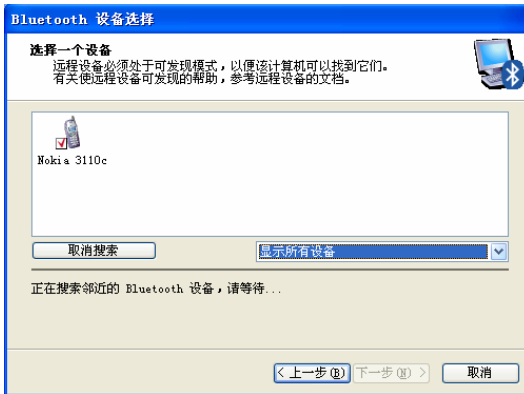 Bluetooth 设备选择
选择一个设备
远程设备必须处于可发现模式，以便该计算机可以找到它们。
有关使远程设备可发现的帮助，参考远程设备的文档。
Nokia 3110c
取消搜索
显示所有设备
正在搜索邻近的 Bluetooth 设备，请等待...
< 上一步(B)
下一步(N) >
取消